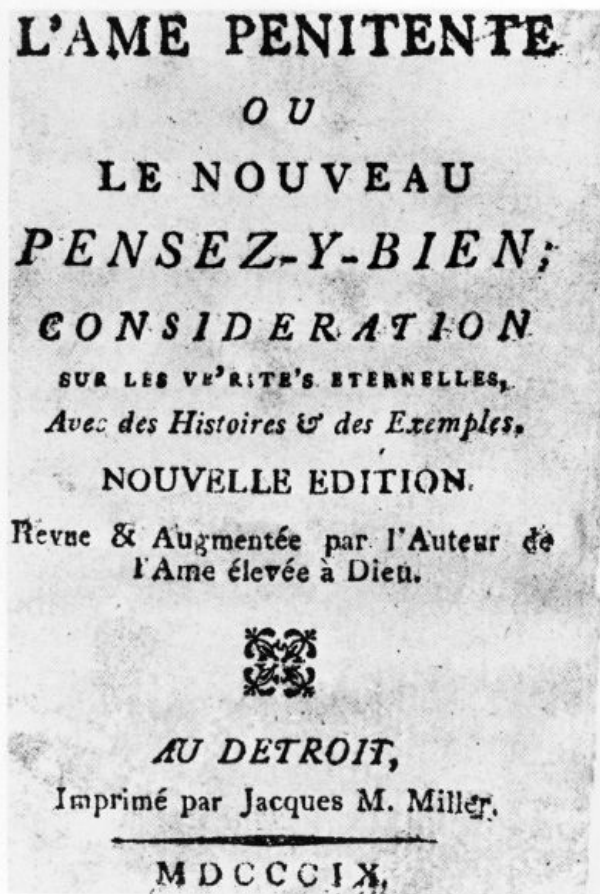 L'AME PENITENTE
OU
LE NOUVEAU
PENSEZ-Y-BIEN;
CONSIDERATION
SUR LES VE'RITE'S ETERNELLES,
Avec des Histoires & des Exemples.
NOUVELLE EDITION.
Revue & Augmentée par l'Auteur de
l'Ame élevée à Dieu.
AU DETROIT,
Imprimé par Jacques M. Miller.
MDCCCIX.